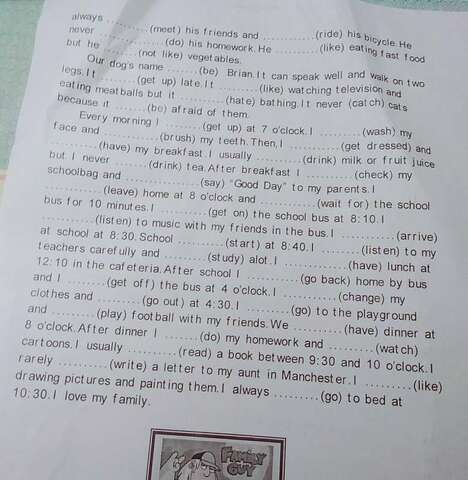 always .........(meet) his friends and ...........(ride) his bicycle.He
never .........(do) his homework.He .........(like) eating fast food
but he .........(not like) vegetables.
Our dog's name .......(be) Brian.It can speak well and walk on two
legs.It .......(get up) late.It .......(like) watching television and
eating meatballs but it .........(hate) bathing.It never (catch) cats
because it .......(be) afraid of them.
Every morning I .......(get up) at 7 o'clock.I .......(wash) my
face and .........(brush) my teeth.Then,I .......(get dressed) and
.........(have) my breakfast.I usually .........(drink) milk or fruit juice
but I never .......(drink) tea.After breakfast I .........(check) my
schoolbag and .........(say) "Good Day" to my parents.I
.........(leave) home at 8 o'clock and .........(wait for) the school
bus for 10 minutes.I .........(get on) the school bus at 8:10.I
.........(listen) to music with my friends in the bus.I .........(arrive)
at school at 8:30.School .........(start) at 8:40.I .........(listen) to my
teachers carefully and .......(study) alot.I .........(have) lunch at
12:10 in the cafeteria.After school I .........(go back) home by bus
and I .......(get off) the bus at 4 o'clock.I .........(change) my
clothes and .........(go out) at 4:30.I .......(go) to the playground
and .........(play) football with my friends.We .........(have) dinner at
8 o'clock.After dinner I .......(do) my homework and .........(watch)
cartoons.I usually .........(read) a book between 9:30 and 10 o'clock.I
rarely .........(write) a letter to my aunt in Manchester.I .........(like)
drawing pictures and painting them.I always .........(go) to bed at
10:30.I love my family.
FAMILY
GUY